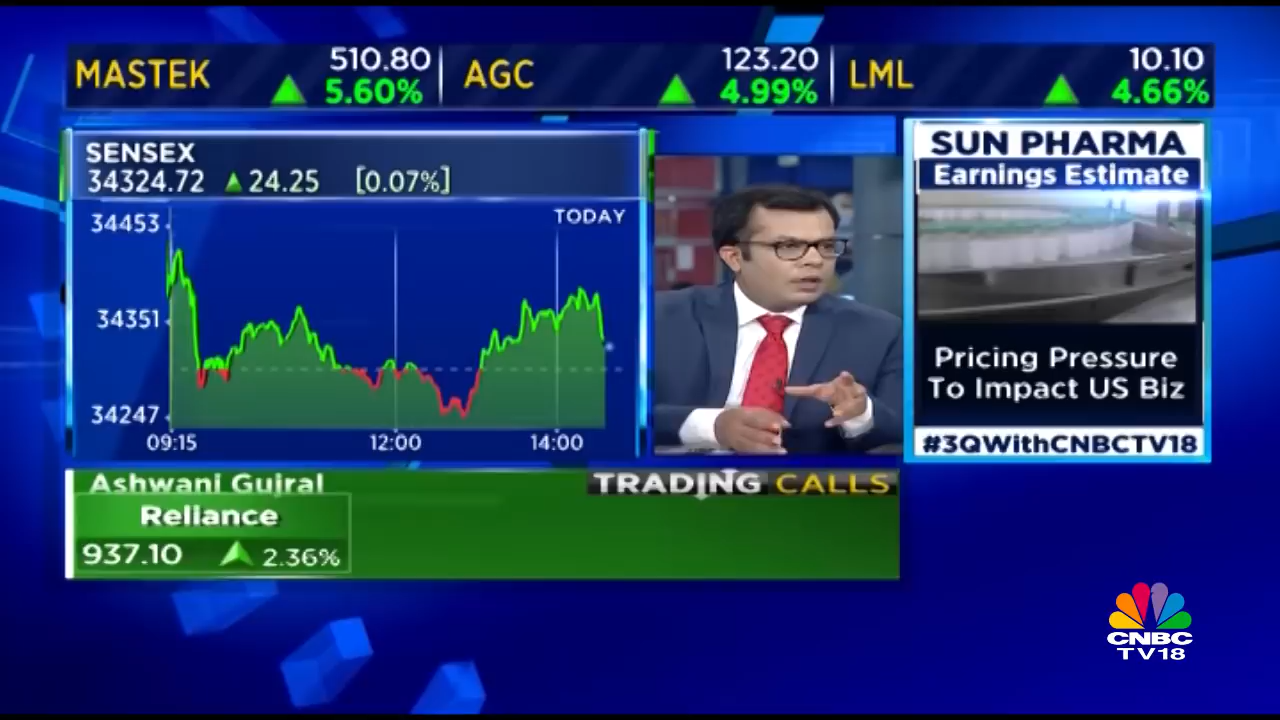 MASTEK 510.80 5.60% AGC 123.20 4.99% LML 10.10 4.66%
SENSEX
34324.72 24.25 [0.07%]
TODAY
34453
34351
34247
09:15 12:00 14:00
SUN PHARMA
Earnings Estimate
Pricing Pressure
To Impact US Biz
#3QWithCNBCTV18
Ashwani Gujral
TRADING CALLS
Reliance
937.10 2.36%
CNBC
TV18